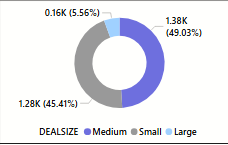 0.16K (5.56%)
1.38K
(49.03%)
1.28K (45.41%)
DEALSIZE Medium Small Large